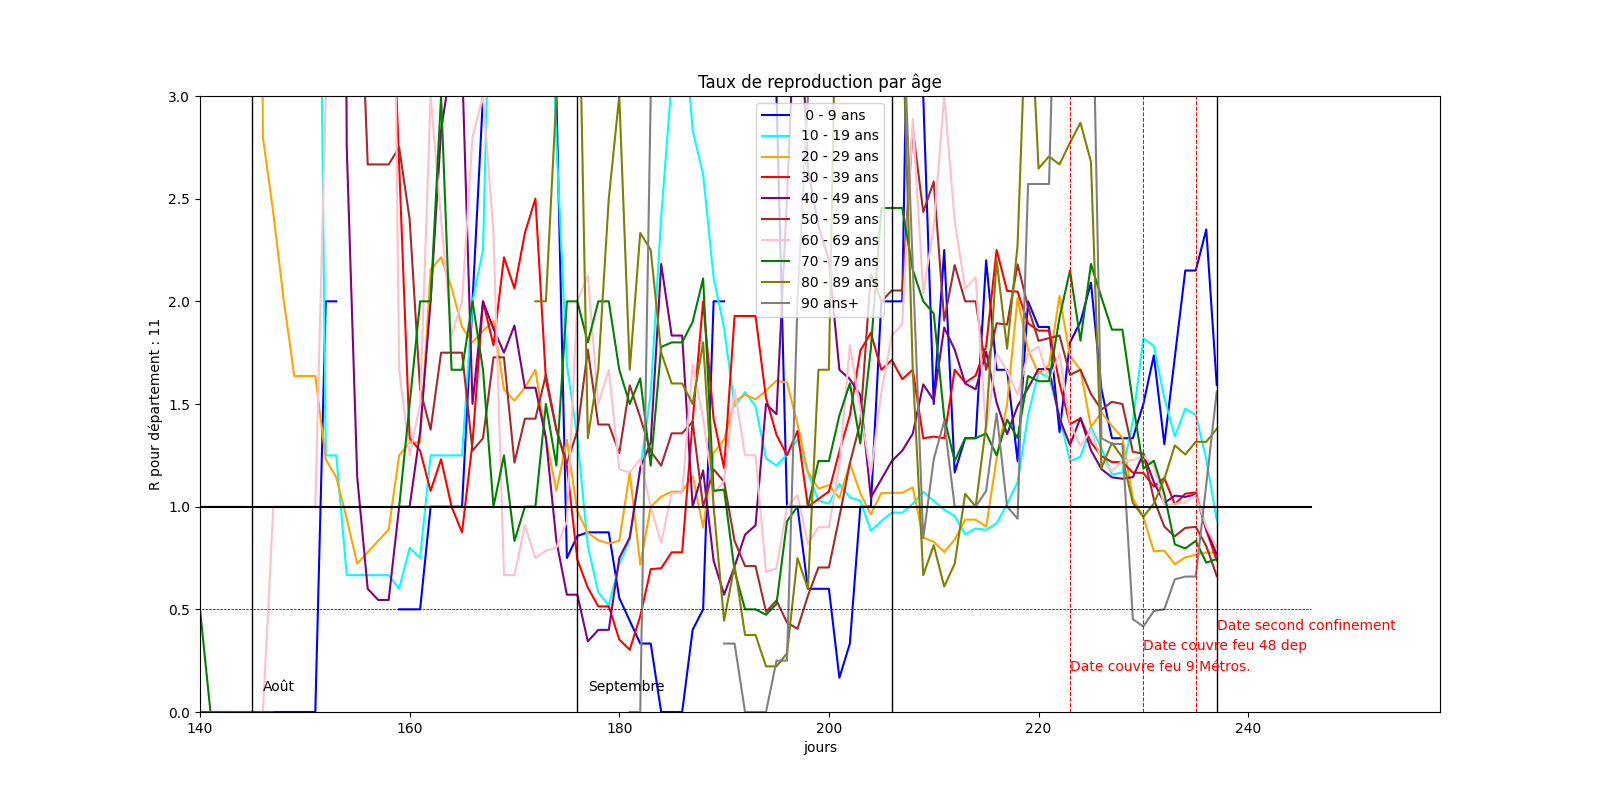 Taux de reproduction par âge
R pour département : 11
3.0
2.5
2.0
1.5
1.0
0.5
0.0
0 - 9 ans
10 - 19 ans
20 - 29 ans
30 - 39 ans
40 - 49 ans
50 - 59 ans
60 - 69 ans
70 - 79 ans
80 - 89 ans
90 ans+
Date second confinement
Date couvre feu 48 dep
Date couvre feu 9 Métros.
Août
Septembre
140
160
180
200
220
240
jours